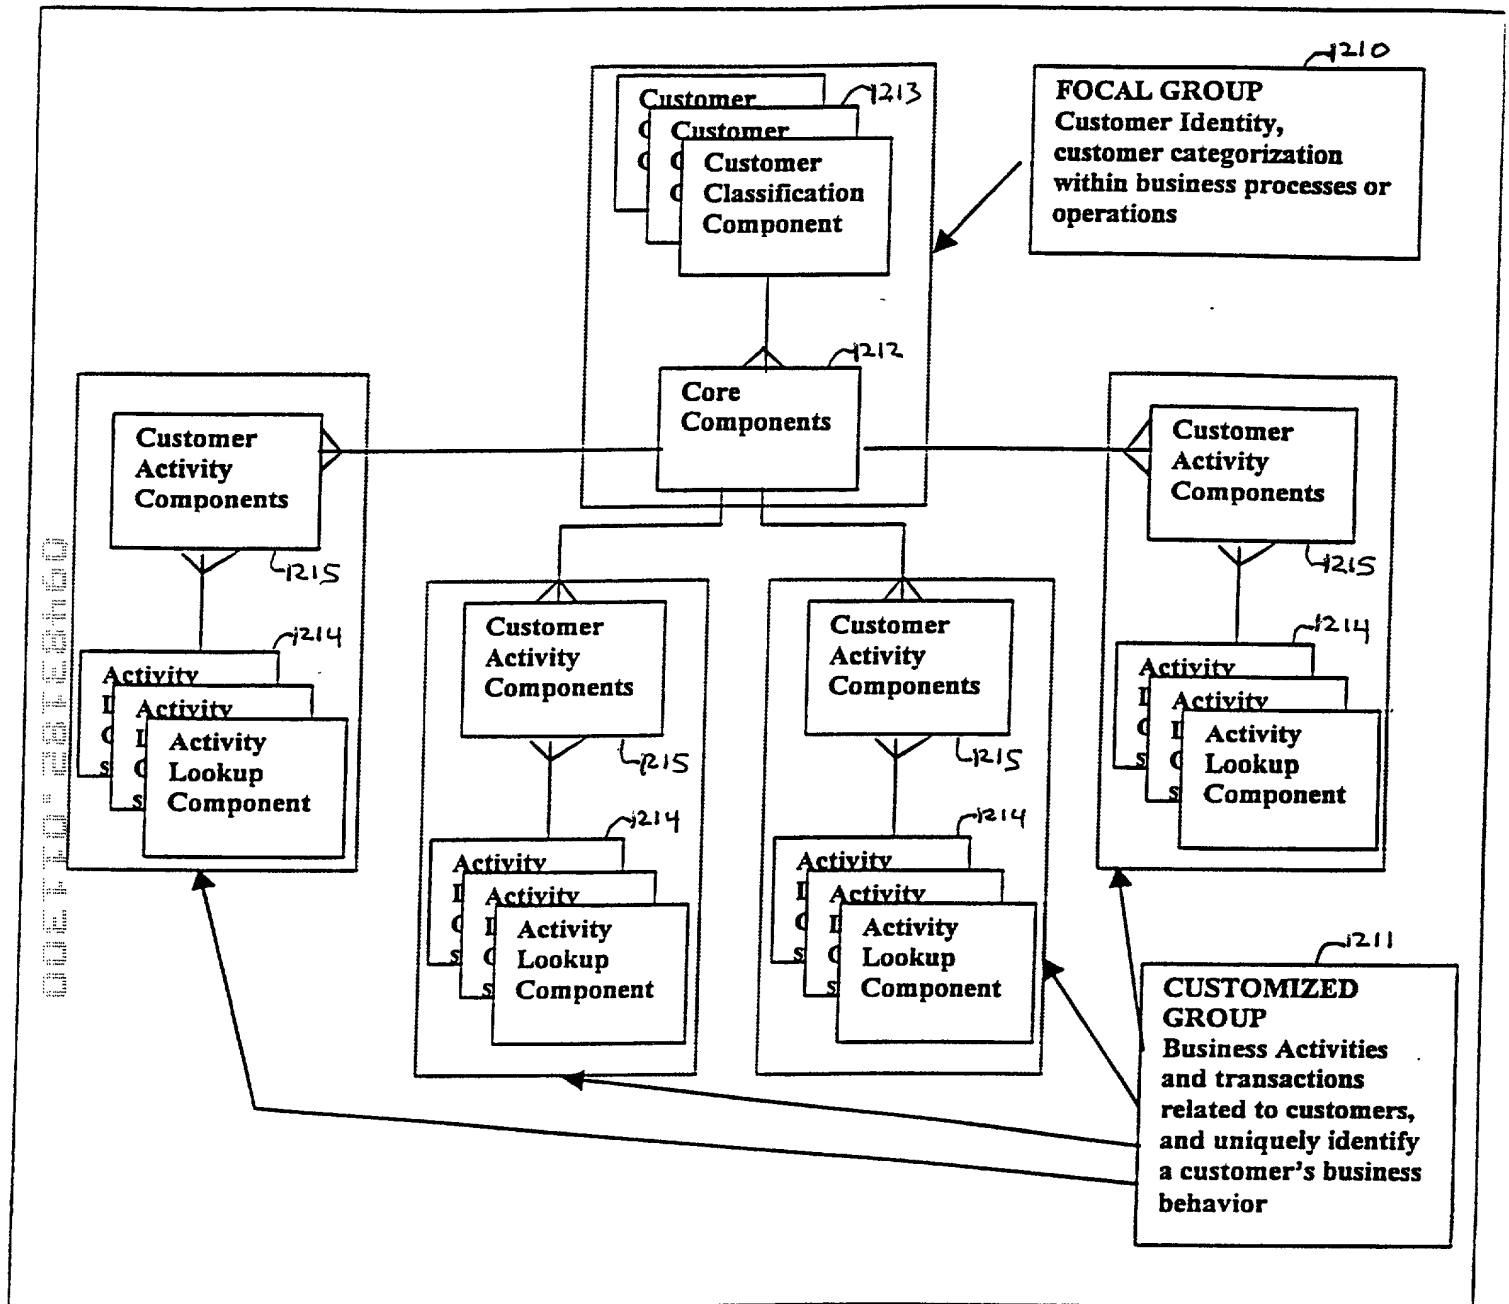 1210
FOCAL GROUP
Customer Identity,
customer categorization
within business processes or
operations
1213
Customer
C
C
Customer
C
C
Customer
Classification
Component
1212
Core
Components
Customer
Activity
Components
1215
1214
Activity
L
C
s
Activity
L
C
s
Activity
Lookup
Component
Customer
Activity
Components
1215
1214
Activity
L
C
s
Activity
L
C
s
Activity
Lookup
Component
Customer
Activity
Components
1215
1214
Activity
L
C
s
Activity
L
C
s
Activity
Lookup
Component
Customer
Activity
Components
1215
1214
Activity
L
C
s
Activity
L
C
s
Activity
Lookup
Component
1211
CUSTOMIZED
GROUP
Business Activities
and transactions
related to customers,
and uniquely identify
a customer's business
behavior